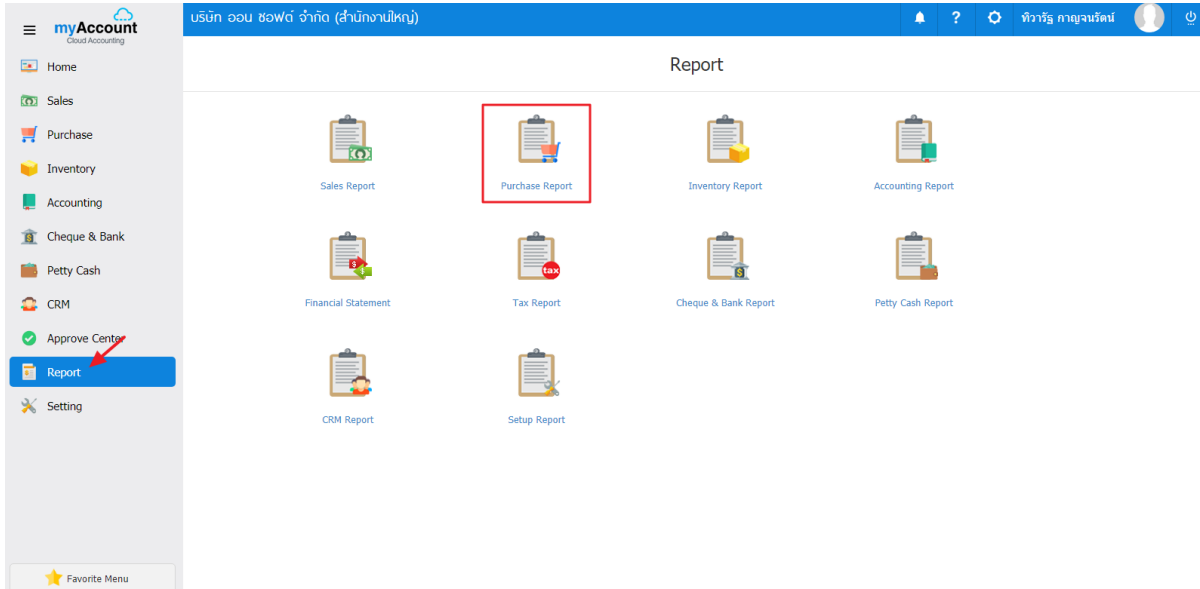 myAccount
Cloud Accounting
บริษัท ออน ซอฟต์ จำกัด (สำนักงานใหญ่)
?
ทิวารัฐ กาญจนรัตน์
Home
Sales
Purchase
Inventory
Accounting
Cheque & Bank
Petty Cash
CRM
Approve Center
Report
Setting
Favorite Menu
Report
Sales Report
Purchase Report
Inventory Report
Accounting Report
Financial Statement
tax
Tax Report
Cheque & Bank Report
Petty Cash Report
CRM Report
Setup Report